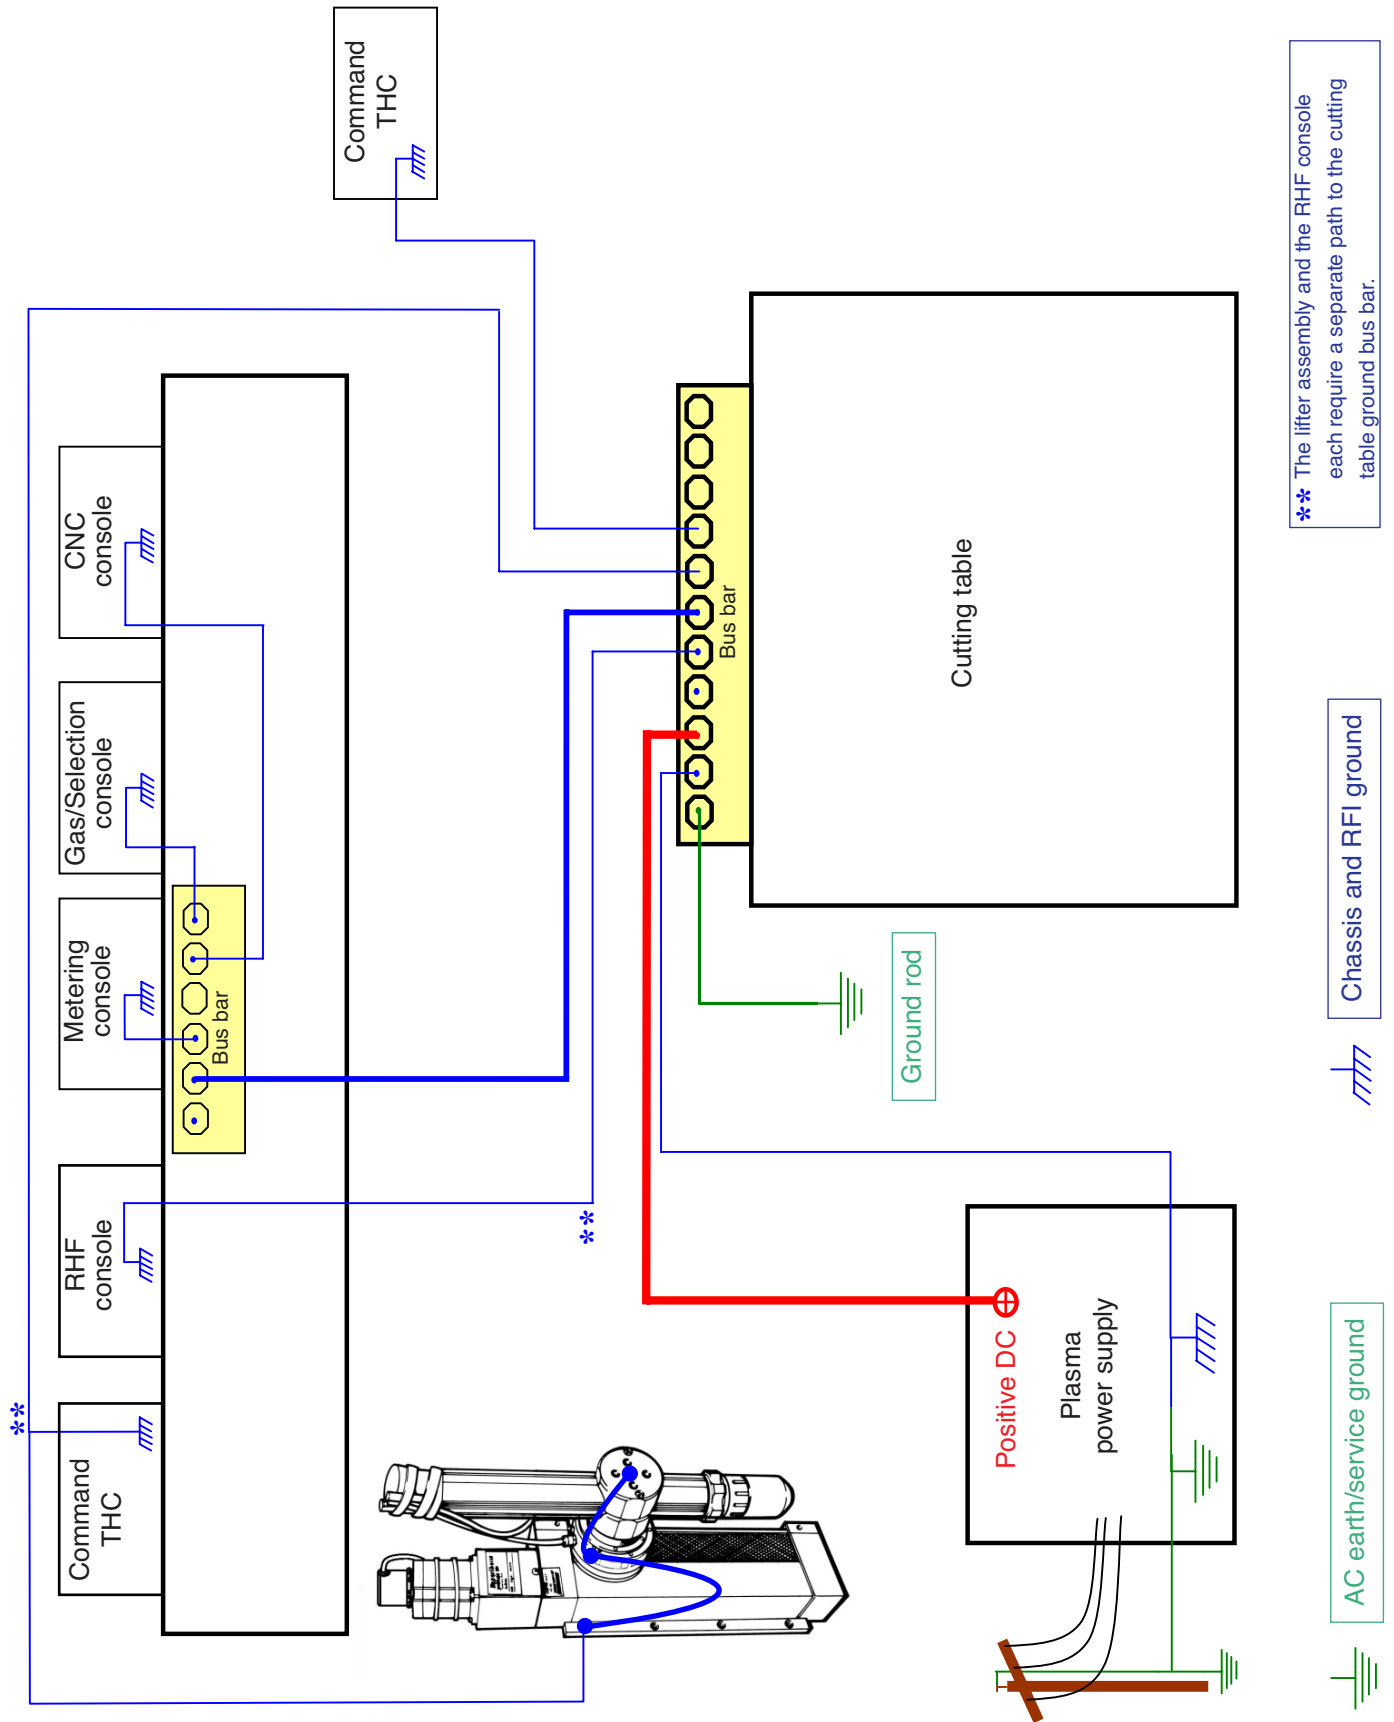 Command
THC
CNC
console
Gas/Selection
console
Metering
console
RHF
console
Command
THC
**
Bus bar
**
Bus bar
Cutting table
Ground rod
Positive DC
Plasma
power supply
** The lifter assembly and the RHF console
each require a separate path to the cutting
table ground bus bar.
Chassis and RFI ground
AC earth/service ground